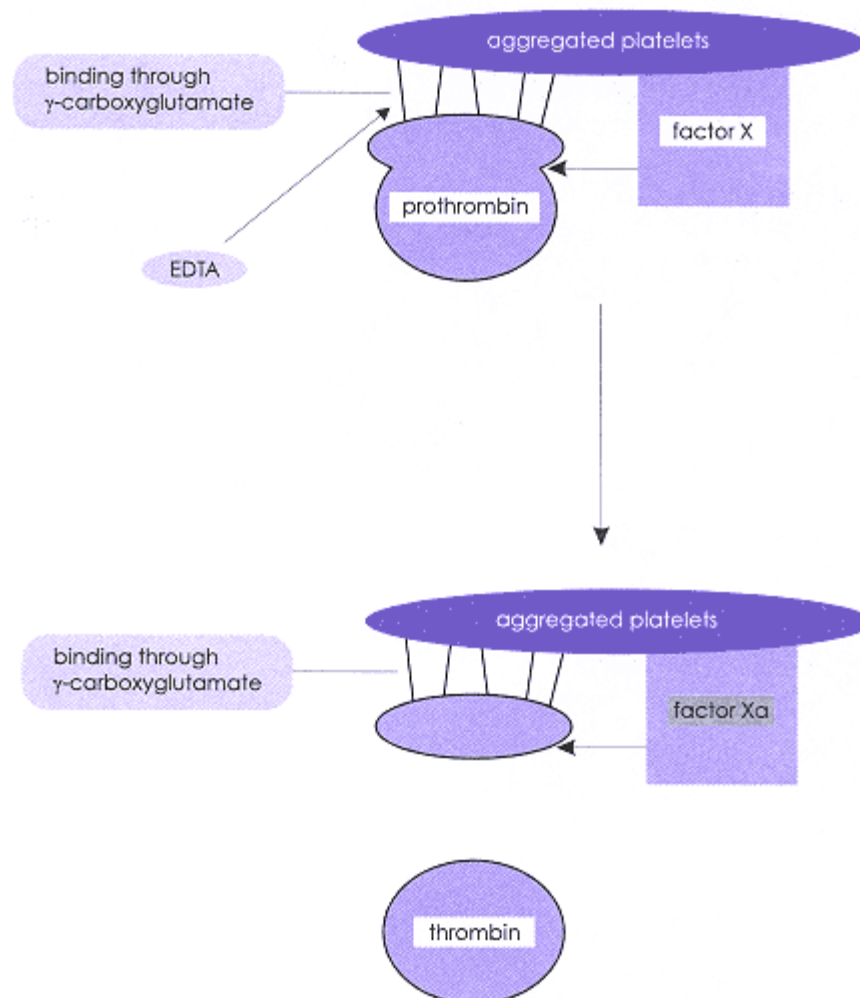 aggregated platelets
binding through
γ-carboxyglutamate
factor X
prothrombin
EDTA
aggregated platelets
binding through
γ-carboxyglutamate
factor Xa
thrombin